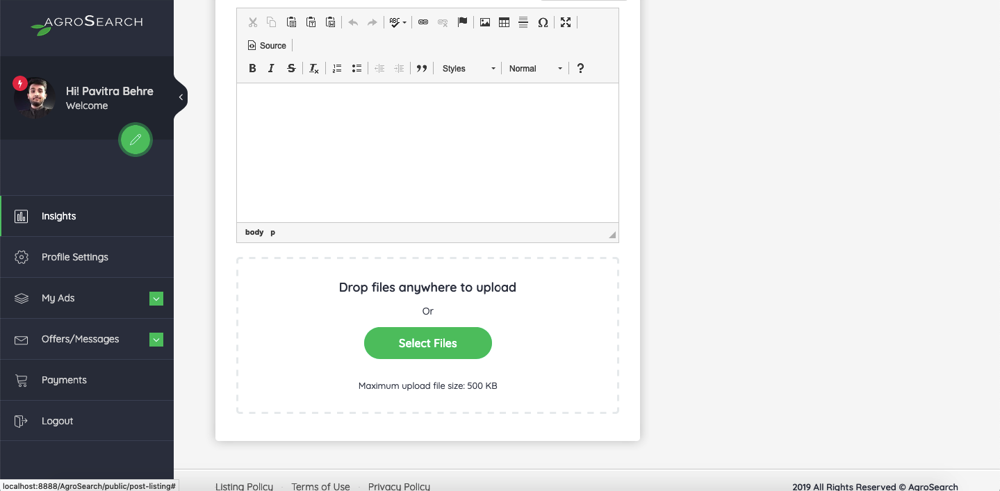 AGROSEARCH
Hi! Pavitra Behre
Welcome
Insights
Profile Settings
My Ads
Offers/Messages
Payments
Logout
ABC
Source
B I S Tx
Styles
Normal
?
body p
Drop files anywhere to upload
Or
Select Files
Maximum upload file size: 500 KB
Listing Policy · Terms of Use · Privacy Policy
2019 All Rights Reserved © AgroSearch
localhost:8888/AgroSearch/public/post-listing#